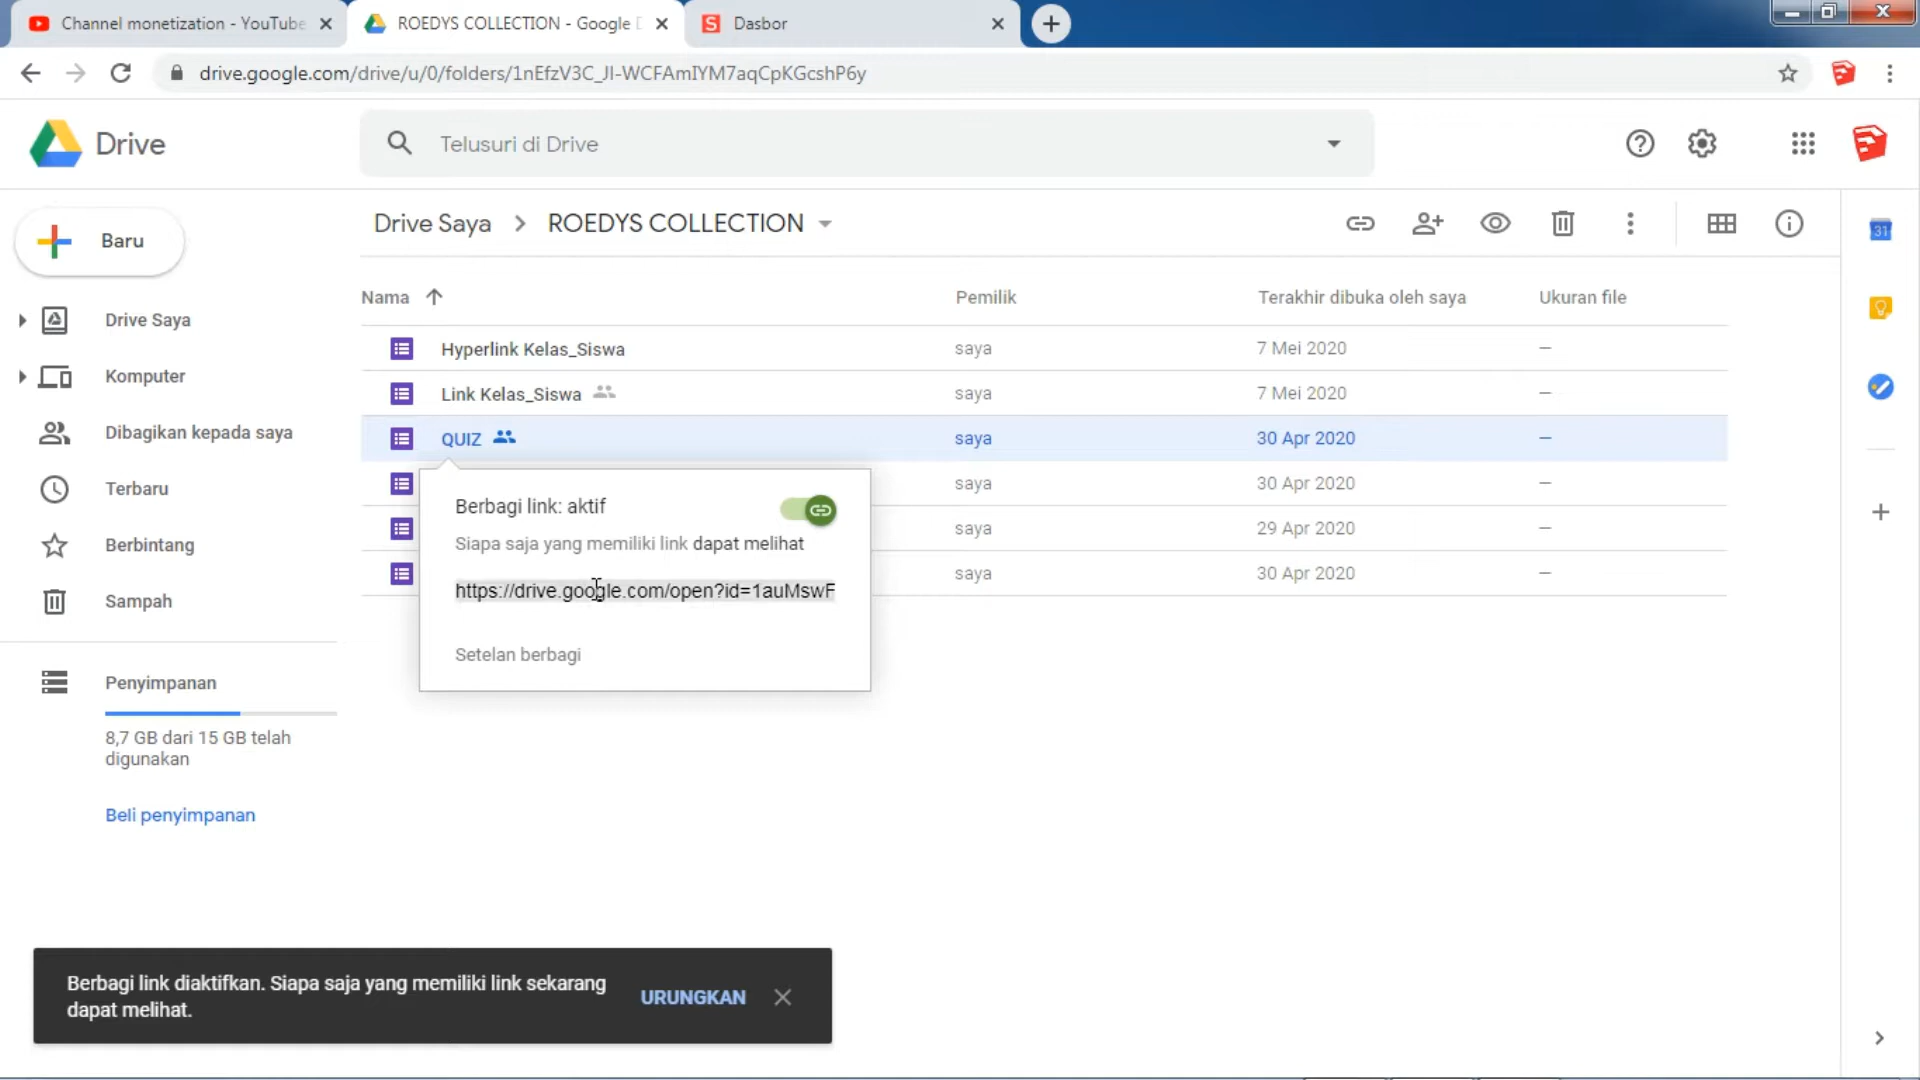 Channel monetization - YouTube
ROEDYS COLLECTION - Google D
Dasbor
drive.google.com/drive/u/0/folders/1nEfzV3C_JI-WCFAmIYM7aqCpKGcshP6y
Drive
Telusuri di Drive
Baru
Drive Saya
ROEDYS COLLECTION
31
Nama
Pemilik
Terakhir dibuka oleh saya
Ukuran file
Drive Saya
Komputer
Dibagikan kepada saya
Terbaru
Berbintang
Sampah
Penyimpanan
8,7 GB dari 15 GB telah
digunakan
Beli penyimpanan
Hyperlink Kelas_Siswa
saya
7 Mei 2020
—
Link Kelas_Siswa
saya
7 Mei 2020
—
QUIZ
saya
30 Apr 2020
—
saya
30 Apr 2020
—
saya
29 Apr 2020
—
saya
30 Apr 2020
—
Berbagi link: aktif
Siapa saja yang memiliki link dapat melihat
https://drive.google.com/open?id=1auMswF
Setelan berbagi
Berbagi link diaktifkan. Siapa saja yang memiliki link sekarang
dapat melihat.
URUNGKAN